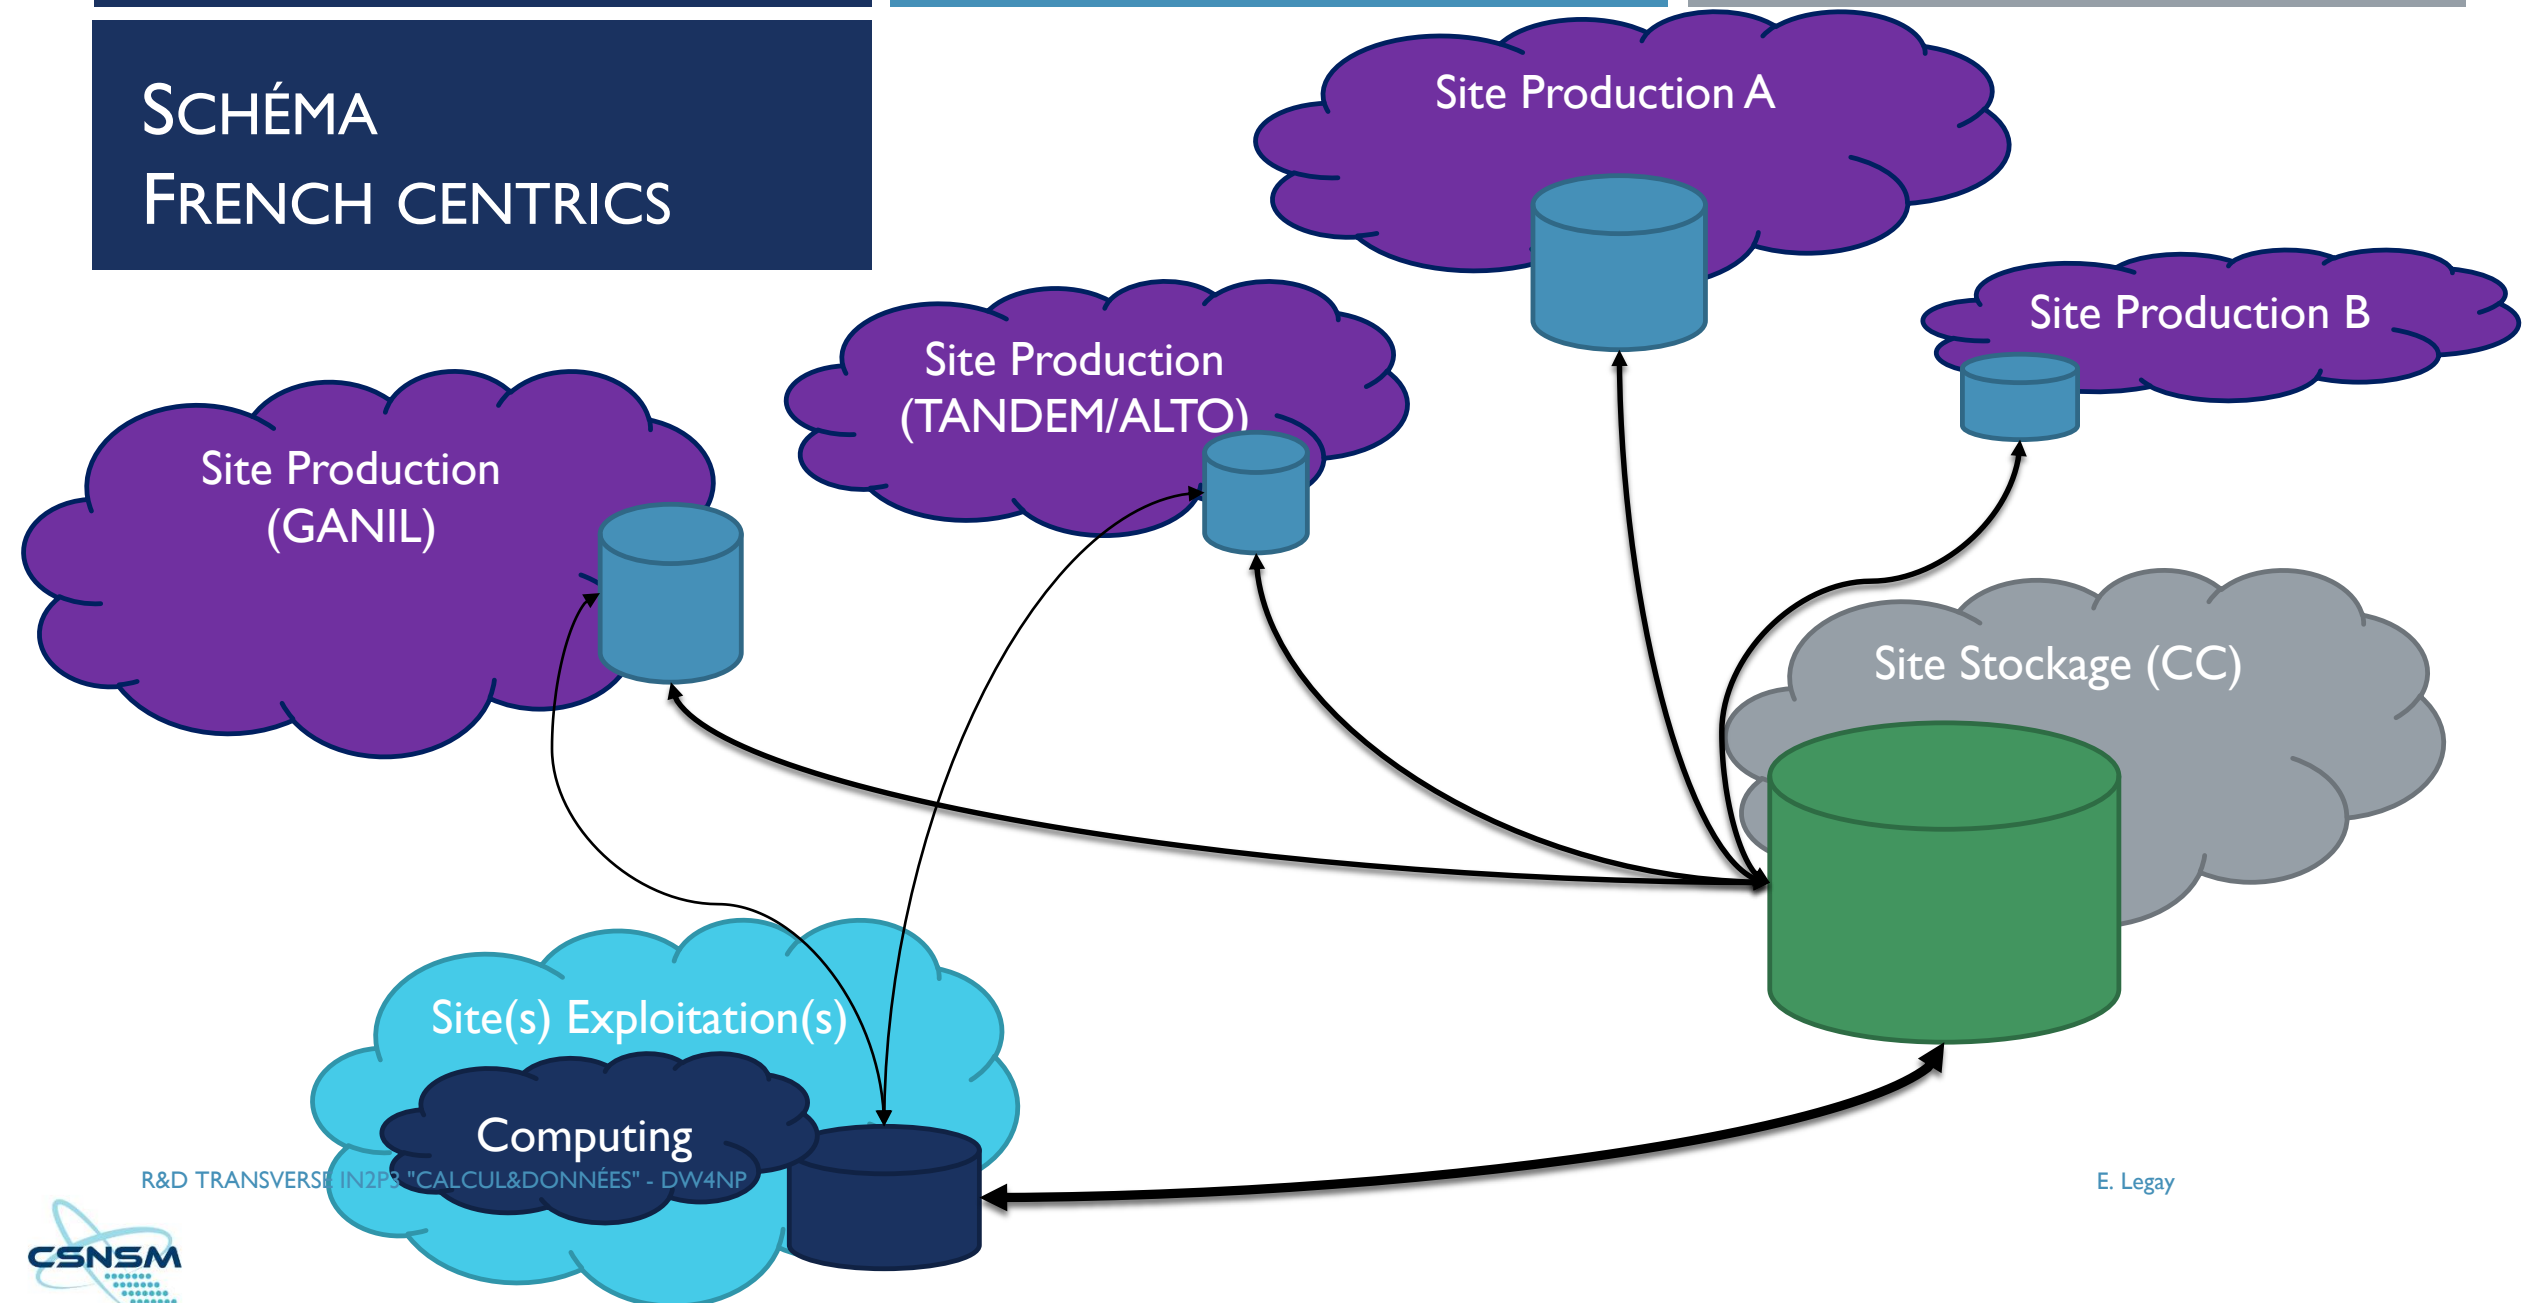 SCHÉMA
FRENCH CENTRICS
Site Production A
Site Production B
Site Production
(TANDEM/ALTO)
Site Production
(GANIL)
Site Stockage (CC)
Site(s) Exploitation(s)
Computing
R&D TRANSVERSE IN2P3 "CALCUL&DONNÉES" - DW4NP
E. Legay
CSNSM